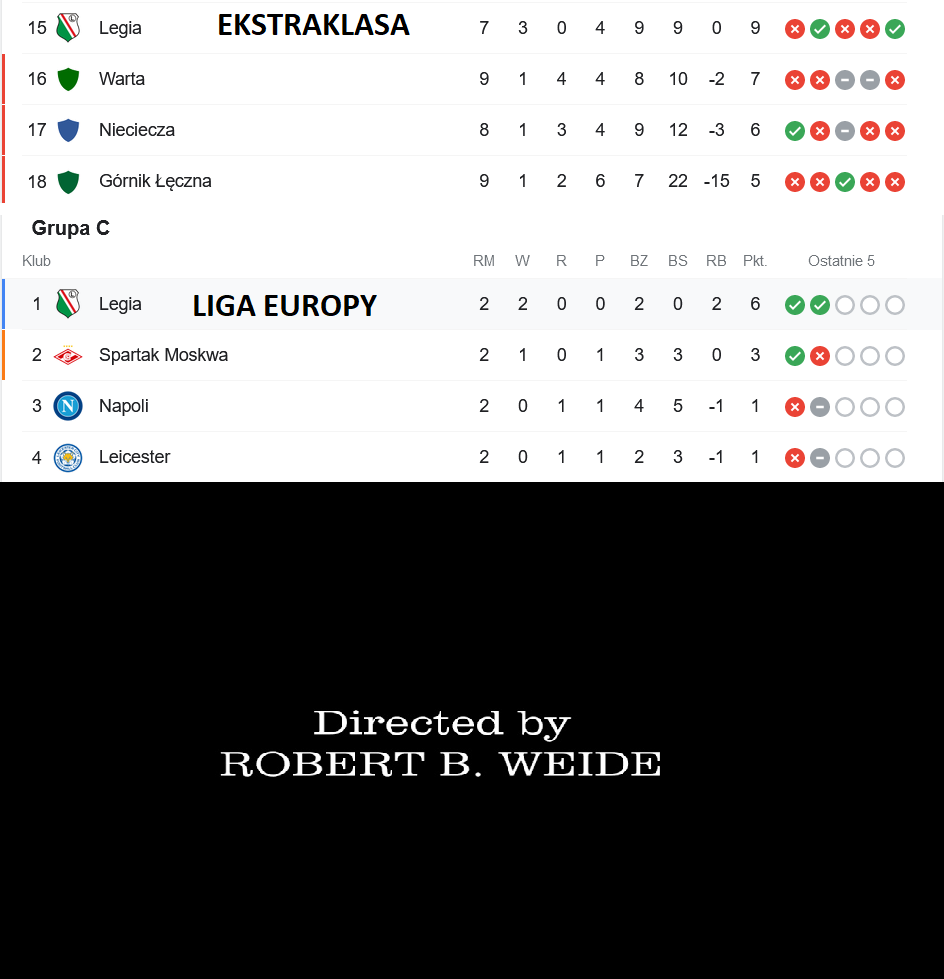 15 Legia EKSTRAKLASA 7 3 0 4 9 9 0 9
16 Warta 9 1 4 4 8 10 -2 7
17 Nieciecza 8 1 3 4 9 12 -3 6
18 Górnik Łęczna 9 1 2 6 7 22 -15 5
Grupa C
Klub RM W R P BZ BS RB Pkt. Ostatnie 5
1 Legia LIGA EUROPY 2 2 0 0 2 0 2 6
2 Spartak Moskwa 2 1 0 1 3 3 0 3
3 N Napoli 2 0 1 1 4 5 -1 1
4 Leicester 2 0 1 1 2 3 -1 1
Directed by
ROBERT B. WEIDE